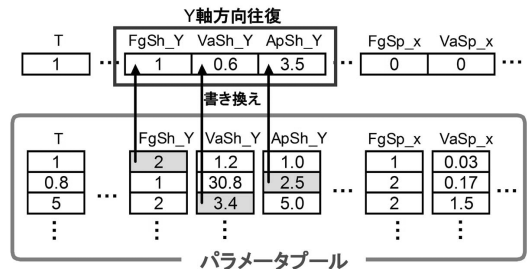 Y軸方向往復
T FgSh_Y VaSh_Y ApSh_Y FgSp_x VaSp_x
1 … 1 0.6 3.5 … 0 0 …
書き換え
T FgSh_Y VaSh_Y ApSh_Y FgSp_x VaSp_x
1 2 1.2 1.0 1 0.03
0.8 … 1 30.8 2.5 … 2 0.17 …
5 2 3.4 5.0 2 1.5
⋮ ⋮ ⋮ ⋮ ⋮ ⋮
パラメータプール